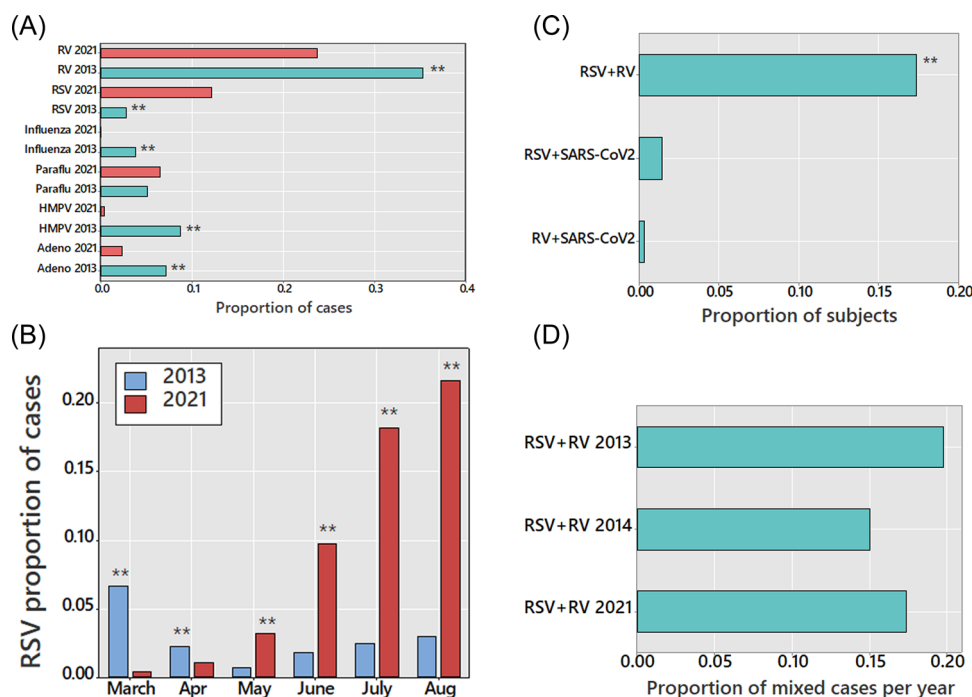 (A)
RV 2021
RV 2013
**
RSV 2021
RSV 2013
**
Influenza 2021
Influenza 2013
**
Paraflu 2021
Paraflu 2013
HMPV 2021
HMPV 2013
**
Adeno 2021
Adeno 2013
**
0.0 0.1 0.2 0.3 0.4
Proportion of cases
(C)
RSV+RV
**
RSV+SARS-CoV2
RV+SARS-CoV2
0.00 0.05 0.10 0.15 0.20
Proportion of subjects
(B)
RSV proportion of cases
0.20
0.15
0.10
0.05
0.00
2013
2021
** ** ** ** ** **
March Apr May June July Aug
(D)
RSV+RV 2013
RSV+RV 2014
RSV+RV 2021
0.00 0.05 0.10 0.15 0.20
Proportion of mixed cases per year